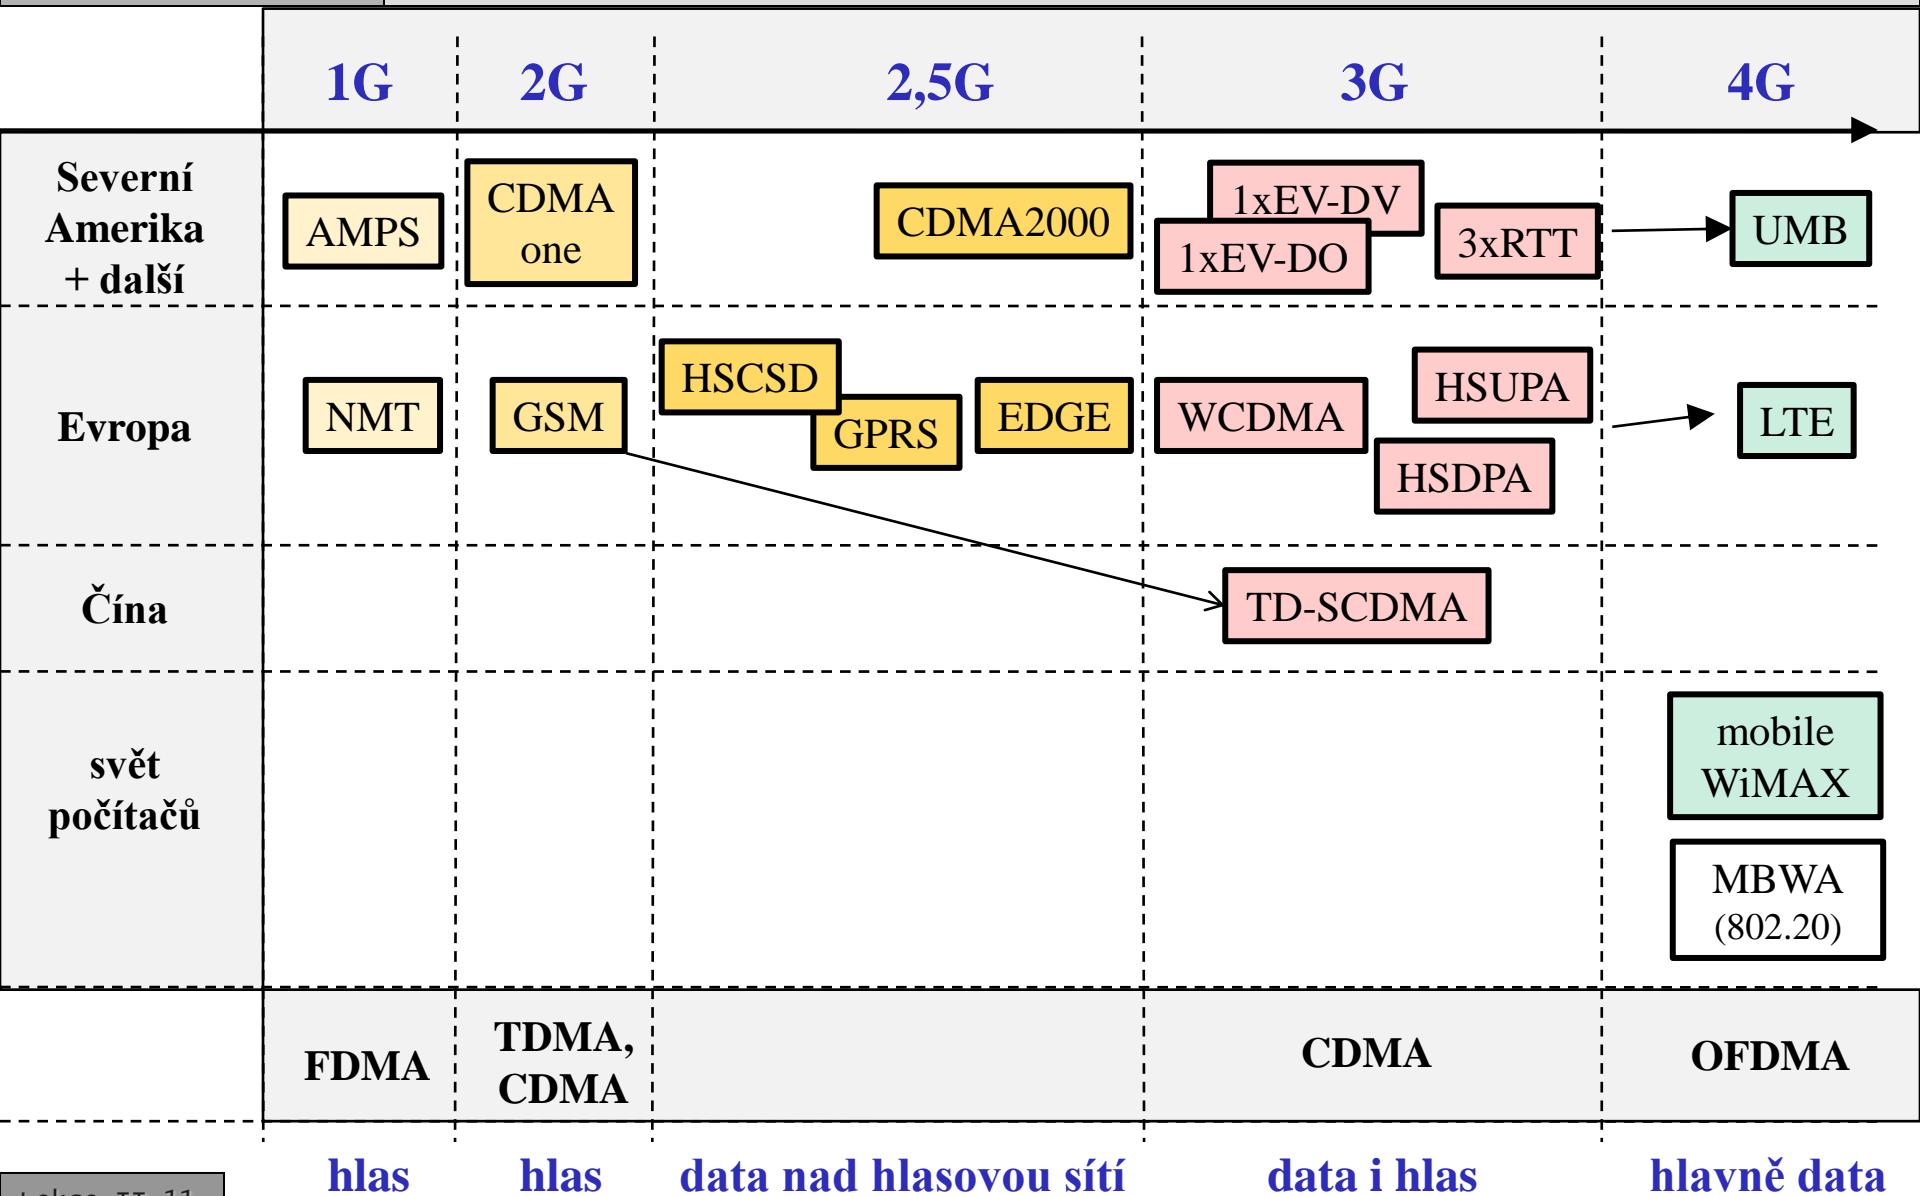 1G
2G
2,5G
3G
4G
Severní
Amerika
+ další
AMPS
CDMA
one
CDMA2000
1xEV-DV
1xEV-DO
3xRTT
UMB
Evropa
NMT
GSM
HSCSD
GPRS
EDGE
WCDMA
HSUPA
HSDPA
LTE
Čína
TD-SCDMA
svět
počítačů
mobile
WiMAX
MBWA
(802.20)
FDMA
TDMA,
CDMA
CDMA
OFDMA
hlas
hlas
data nad hlasovou sítí
data i hlas
hlavně data